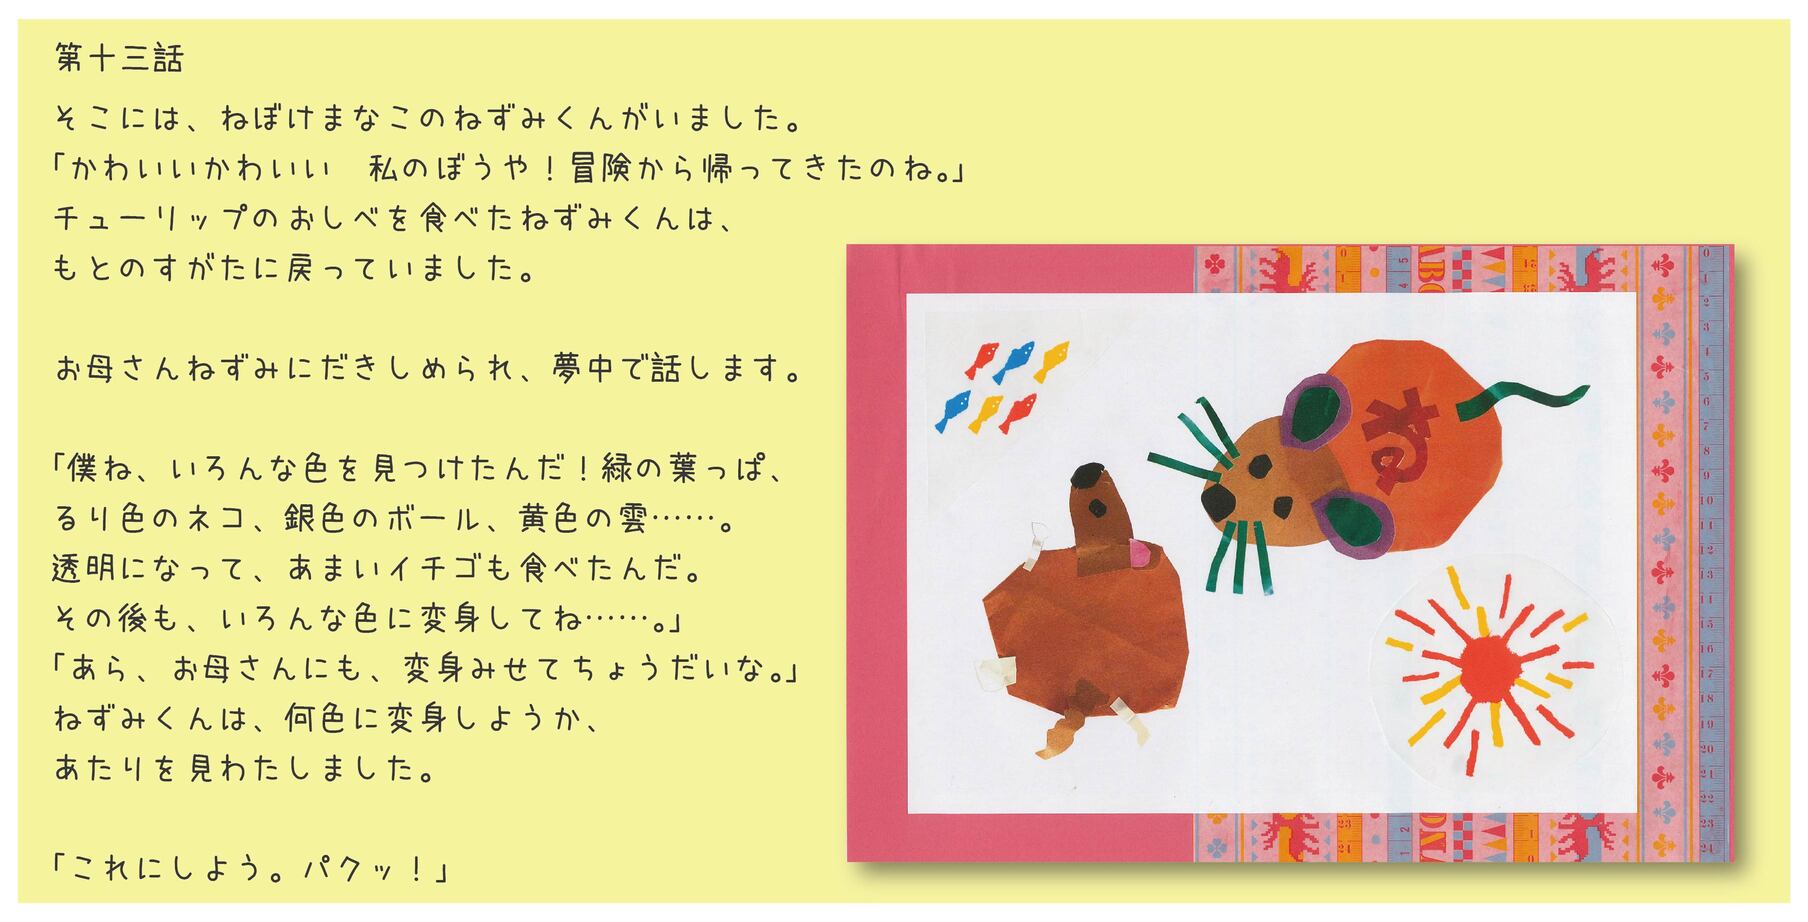 第十三話
そこには、ねぼけまなこのねずみくんがいました。
「かわいいかわいい　私のぼうや！冒険から帰ってきたのね。」
チューリップのおしべを食べたねずみくんは、
もとのすがたに戻っていました。
お母さんねずみにだきしめられ、夢中で話します。
「僕ね、いろんな色を見つけたんだ！緑の葉っぱ、
るり色のネコ、銀色のボール、黄色の雲……。
透明になって、あまいイチゴも食べたんだ。
その後も、いろんな色に変身してね……。」
「あら、お母さんにも、変身みせてちょうだいな。」
ねずみくんは、何色に変身しようか、
あたりを見わたしました。
「これにしよう。パクッ！」
ね